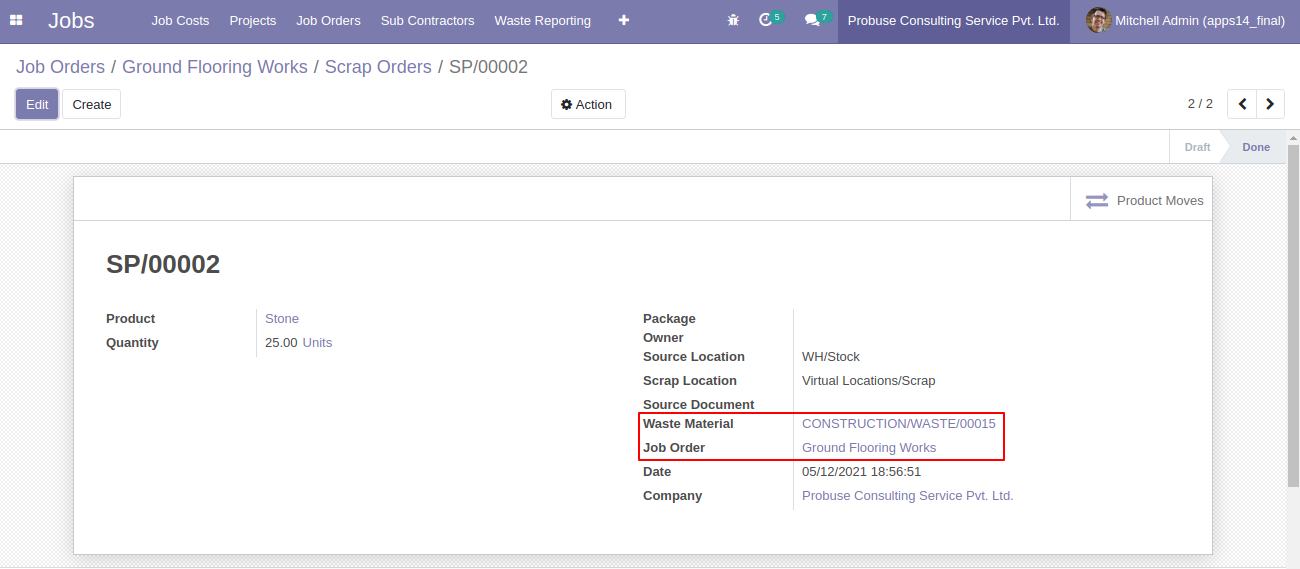 Jobs Job Costs Projects Job Orders Sub Contractors Waste Reporting 5 7 Probuse Consulting Service Pvt. Ltd. Mitchell Admin (apps14_final)
Job Orders / Ground Flooring Works / Scrap Orders / SP/00002
Edit Create Action 2 / 2
Draft Done
Product Moves
SP/00002
Product Stone
Quantity 25.00 Units
Package
Owner
Source Location WH/Stock
Scrap Location Virtual Locations/Scrap
Source Document
Waste Material CONSTRUCTION/WASTE/00015
Job Order Ground Flooring Works
Date 05/12/2021 18:56:51
Company Probuse Consulting Service Pvt. Ltd.